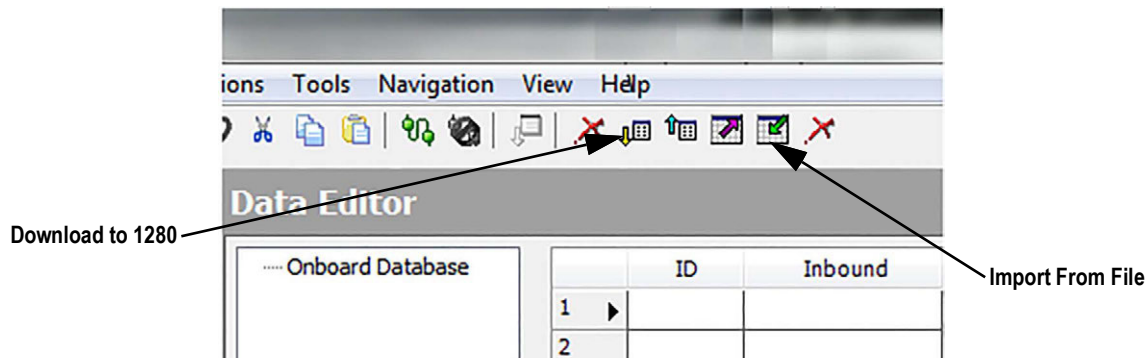 ions Tools Navigation View Help
Data Editor
Download to 1280
Onboard Database
ID Inbound
Import From File
1
2